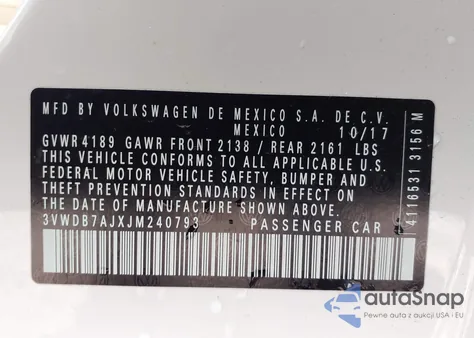 MFD BY VOLKSWAGEN DE MEXICO S.A. DE C.V.
MEXICO 10/17
GVWR 4189 GAWR FRONT 2138 / REAR 2161 LBS
THIS VEHICLE CONFORMS TO ALL APPLICABLE U.S.
FEDERAL MOTOR VEHICLE SAFETY, BUMPER AND
THEFT PREVENTION STANDARDS IN EFFECT ON
THE DATE OF MANUFACTURE SHOWN ABOVE.
3VWDB7AJXJM240793 PASSENGER CAR
4116531 3156 M
autoSnap
Pewne auta z aukcji USA i EU